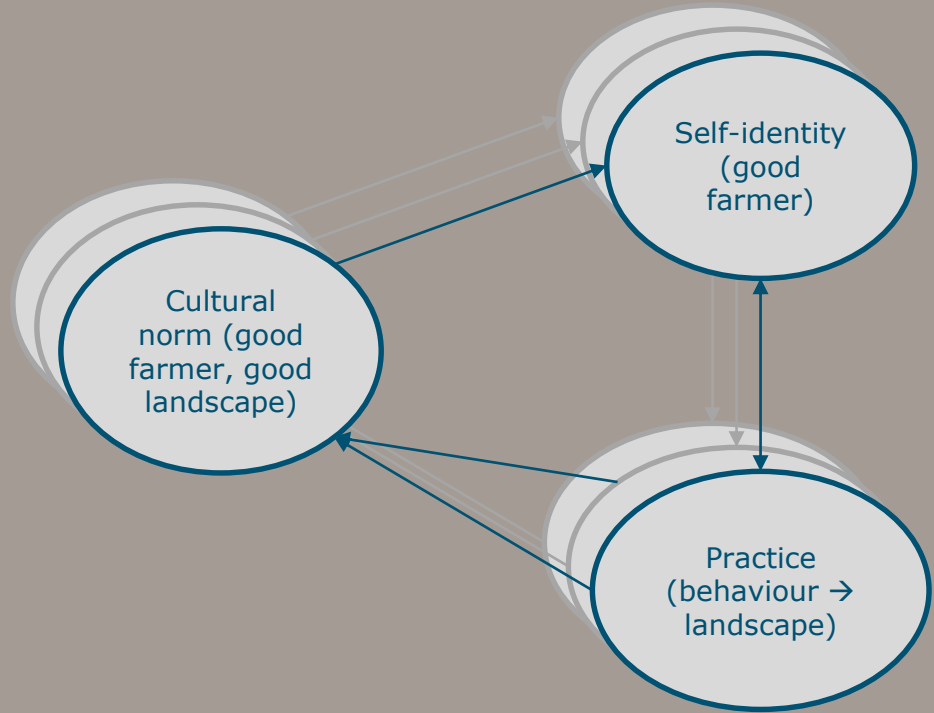 Self-identity
(good
farmer)
Cultural
norm (good
farmer, good
landscape)
Practice
(behaviour →
landscape)